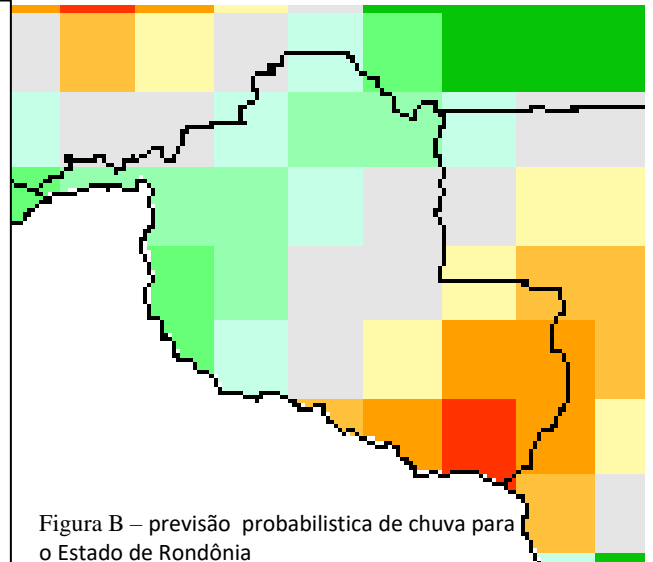 Figura B – previsão probabilistica de chuva para
o Estado de Rondônia